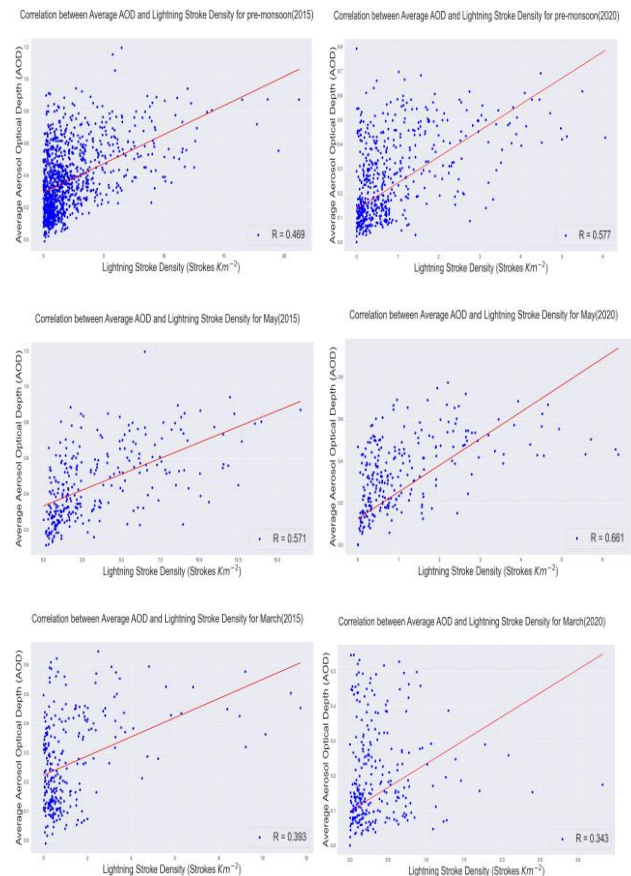 Correlation between Average AOD and Lightning Stroke Density for pre-monsoon(2015)
Average Aerosol Optical Depth (AOD)
R = 0.469
Lightning Stroke Density (Strokes Km⁻²)
Correlation between Average AOD and Lightning Stroke Density for pre-monsoon(2020)
Average Aerosol Optical Depth (AOD)
R = 0.577
Lightning Stroke Density (Strokes Km⁻²)
Correlation between Average AOD and Lightning Stroke Density for May(2015)
Average Aerosol Optical Depth (AOD)
R = 0.571
Lightning Stroke Density (Strokes Km⁻²)
Correlation between Average AOD and Lightning Stroke Density for May(2020)
Average Aerosol Optical Depth (AOD)
R = 0.661
Lightning Stroke Density (Strokes Km⁻²)
Correlation between Average AOD and Lightning Stroke Density for March(2015)
Average Aerosol Optical Depth (AOD)
R = 0.393
Lightning Stroke Density (Strokes Km⁻²)
Correlation between Average AOD and Lightning Stroke Density for March(2020)
Average Aerosol Optical Depth (AOD)
R = 0.343
Lightning Stroke Density (Strokes Km⁻²)